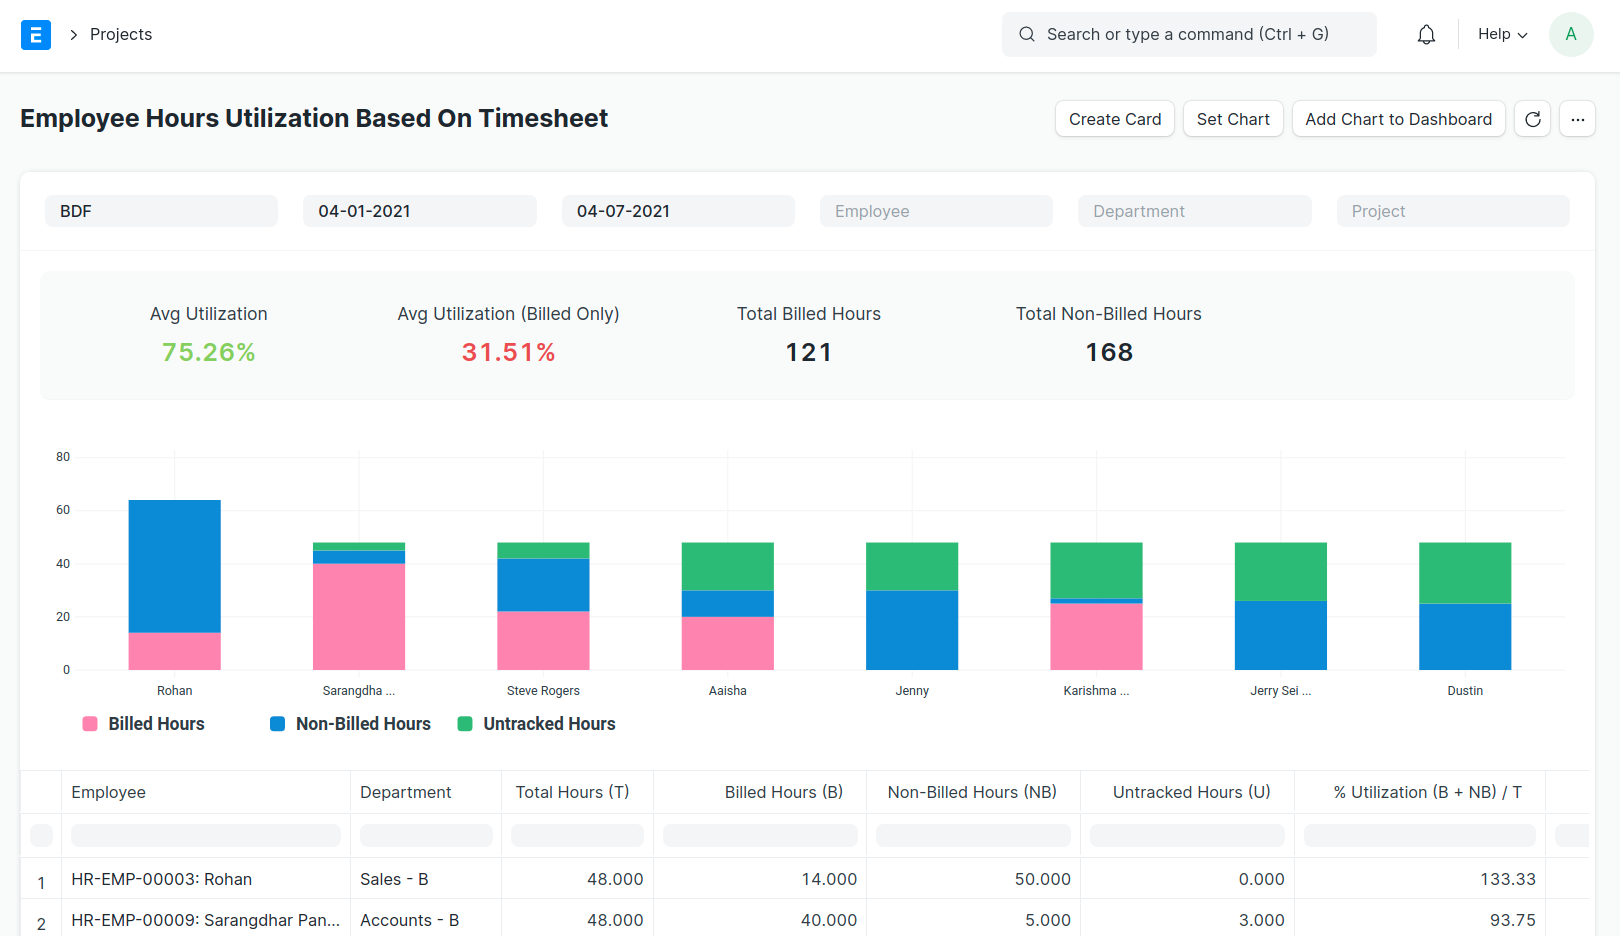 E Projects Search or type a command (Ctrl + G) Help A
Employee Hours Utilization Based On Timesheet Create Card Set Chart Add Chart to Dashboard ...
BDF 04-01-2021 04-07-2021 Employee Department Project
Avg Utilization Avg Utilization (Billed Only) Total Billed Hours Total Non-Billed Hours
75.26% 31.51% 121 168
80
60
40
20
0
Rohan Sarangdha ... Steve Rogers Aaisha Jenny Karishma ... Jerry Sei ... Dustin
Billed Hours Non-Billed Hours Untracked Hours
Employee Department Total Hours (T) Billed Hours (B) Non-Billed Hours (NB) Untracked Hours (U) % Utilization (B + NB) / T
1 HR-EMP-00003: Rohan Sales - B 48.000 14.000 50.000 0.000 133.33
2 HR-EMP-00009: Sarangdhar Pan... Accounts - B 48.000 40.000 5.000 3.000 93.75